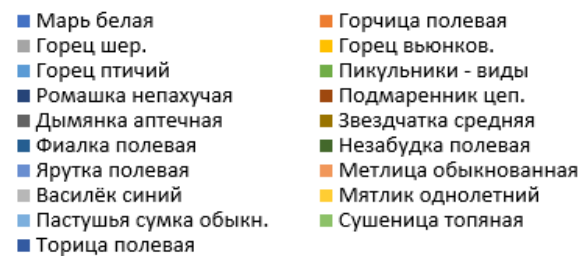 Марь белая
Горчица полевая
Горец шер.
Горец вьюнков.
Горец птичий
Пикульники - виды
Ромашка непахучая
Подмаренник цеп.
Дымянка аптечная
Звездчатка средняя
Фиалка полевая
Незабудка полевая
Ярутка полевая
Метлица обыкнованная
Василёк синий
Мятлик однолетний
Пастушья сумка обыкн.
Сушеница топяная
Торица полевая